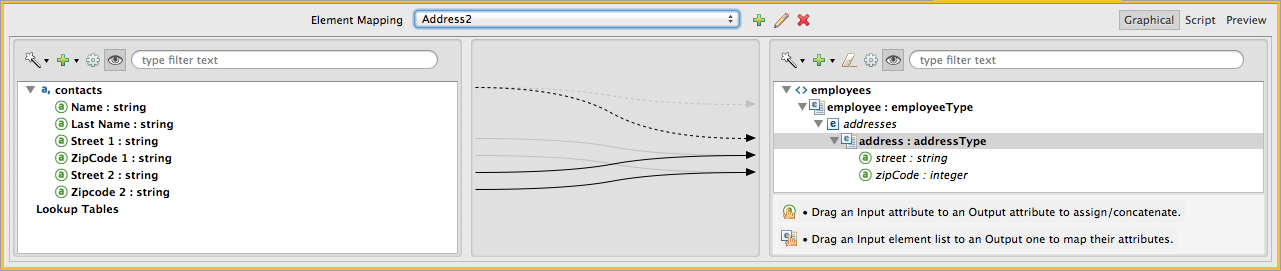 Element Mapping Address2 Graphical Script Preview
type filter text type filter text
contacts
Name : string
Last Name : string
Street 1 : string
ZipCode 1 : string
Street 2 : string
Zipcode 2 : string
Lookup Tables
employees
employee : employeeType
addresses
address : addressType
street : string
zipCode : integer
• Drag an Input attribute to an Output attribute to assign/concatenate.
• Drag an Input element list to an Output one to map their attributes.